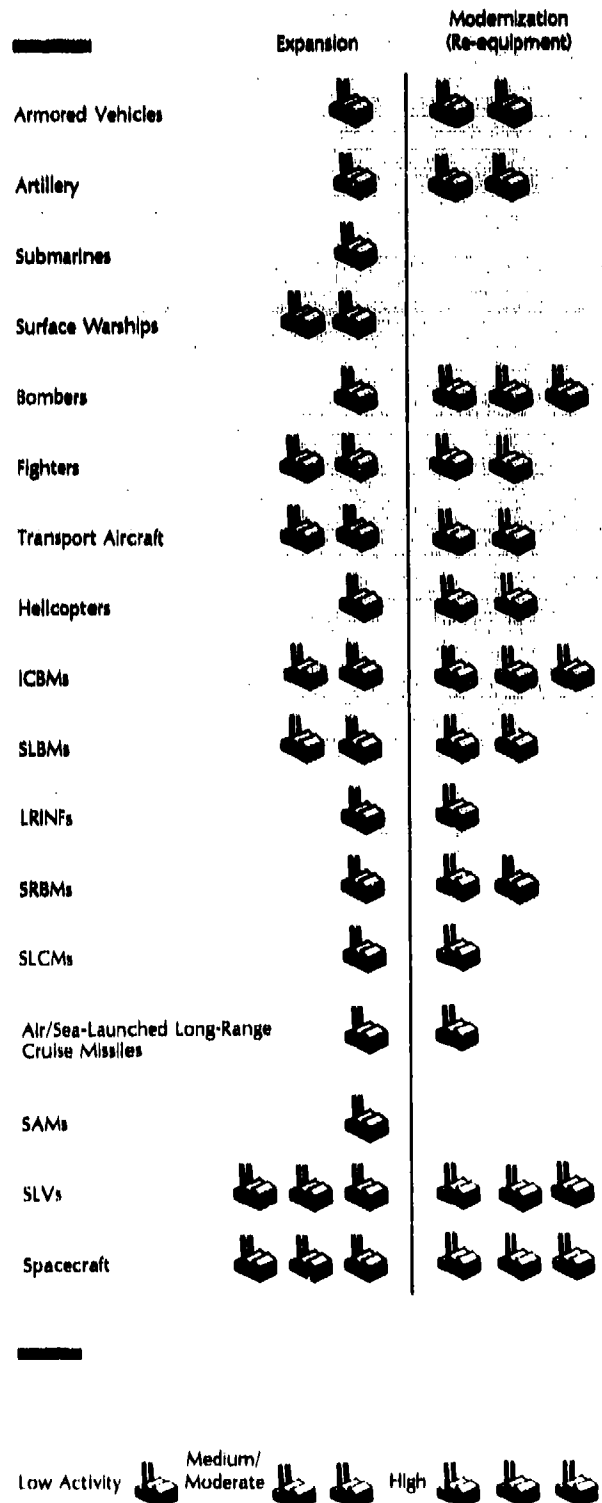 Expansion
Modernization
(Re-equipment)
Armored Vehicles
Artillery
Submarines
Surface Warships
Bombers
Fighters
Transport Aircraft
Helicopters
ICBMs
SLBMs
LRINFs
SRBMs
SLCMs
Air/Sea-Launched Long-Range
Cruise Missiles
SAMs
SLVs
Spacecraft
Low Activity
Medium/
Moderate
High